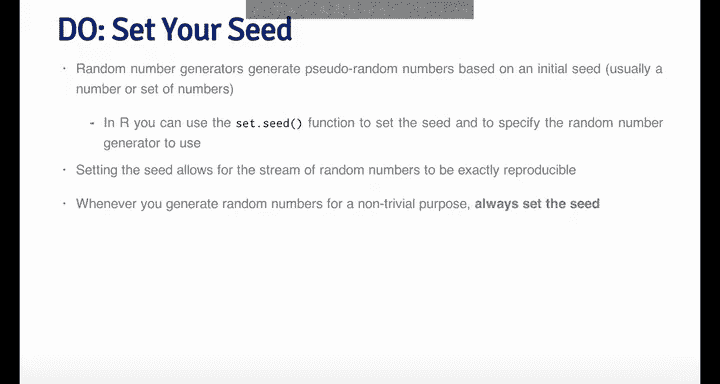 DO: Set Your Seed
· Random number generators generate pseudo-random numbers based on an initial seed (usually a
number or set of numbers)
- In R you can use the set.seed() function to set the seed and to specify the random number
generator to use
· Setting the seed allows for the stream of random numbers to be exactly reproducible
· Whenever you generate random numbers for a non-trivial purpose, always set the seed